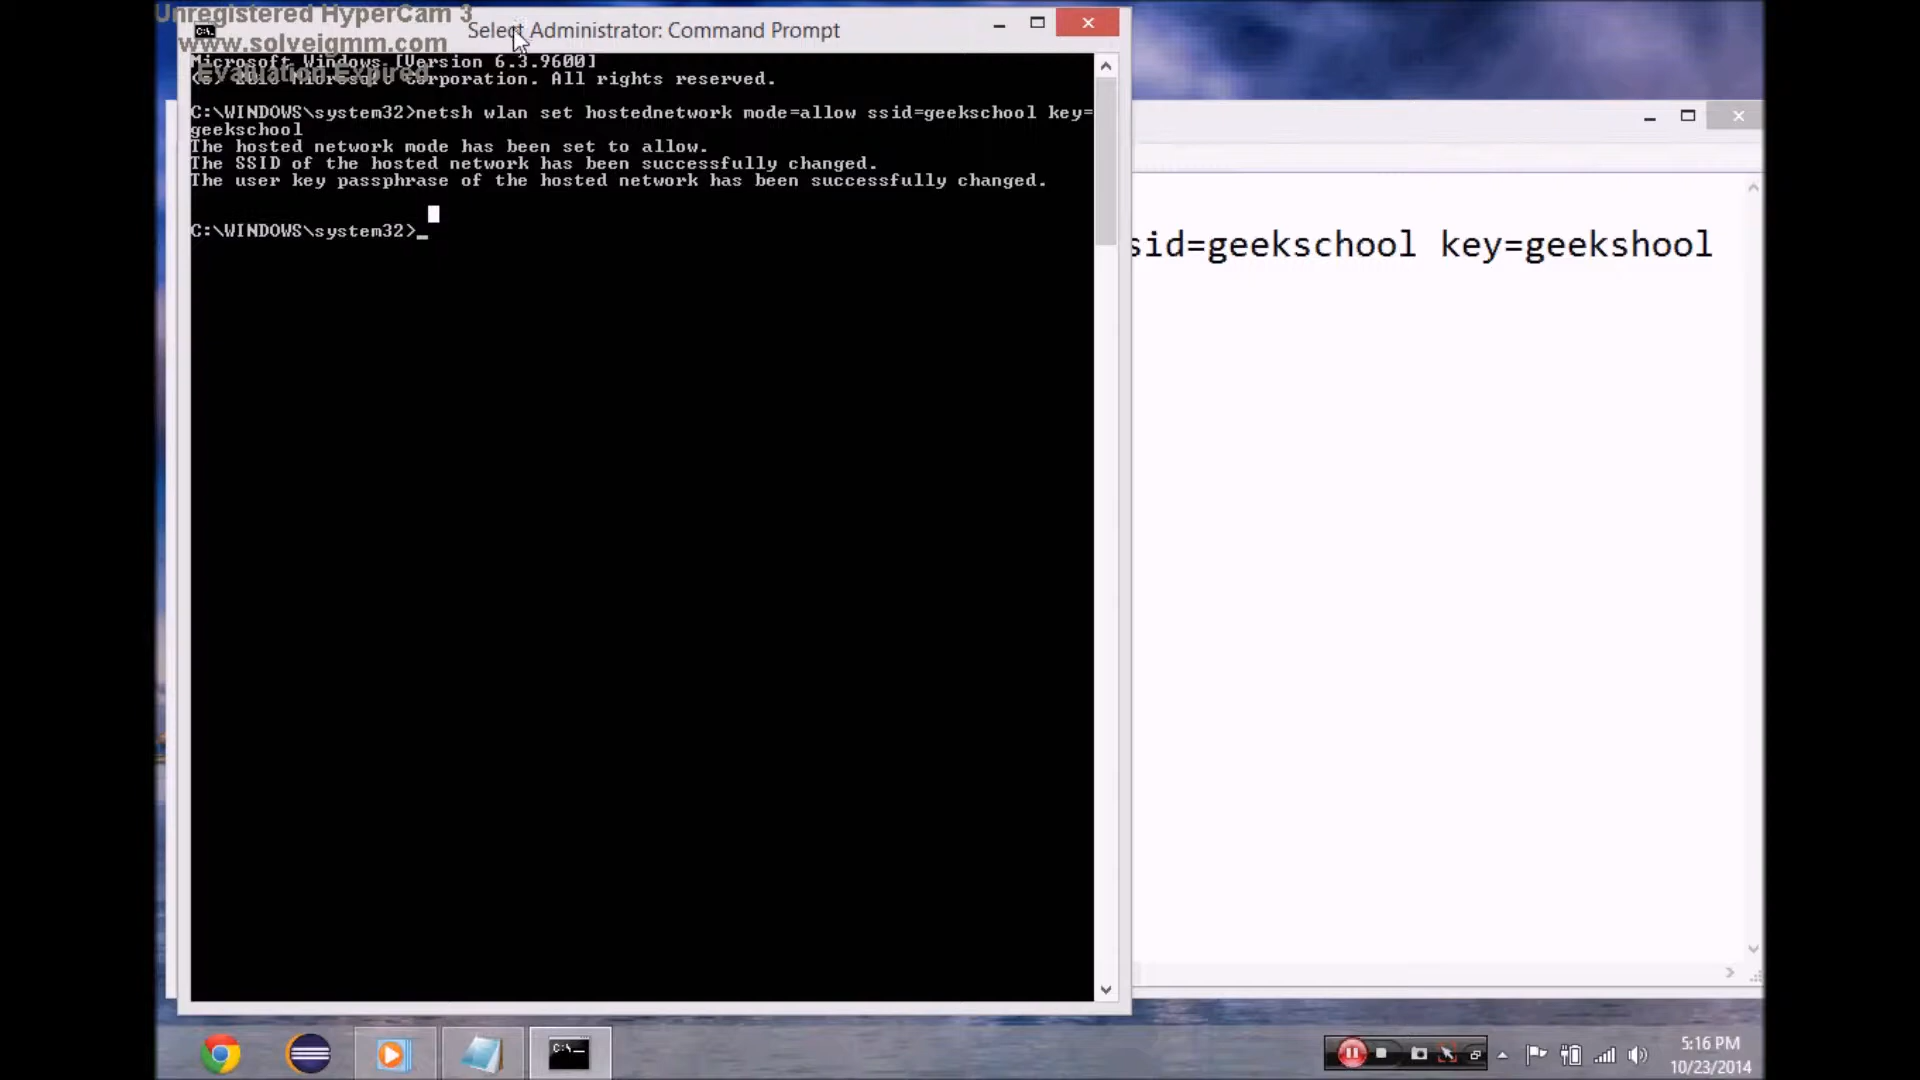 Unregistered HyperCam 3
www.solveigmm.com
Evaluation Expired
Select Administrator: Command Prompt
Microsoft Windows [Version 6.3.9600]
Microsoft Corporation. All rights reserved.
C:\WINDOWS\system32>netsh wlan set hostednetwork mode=allow ssid=geekschool key=
geekschool
The hosted network mode has been set to allow.
The SSID of the hosted network has been successfully changed.
The user key passphrase of the hosted network has been successfully changed.
C:\WINDOWS\system32>_
sid=geekschool key=geekshool
C:\_
5:16 PM
10/23/2014